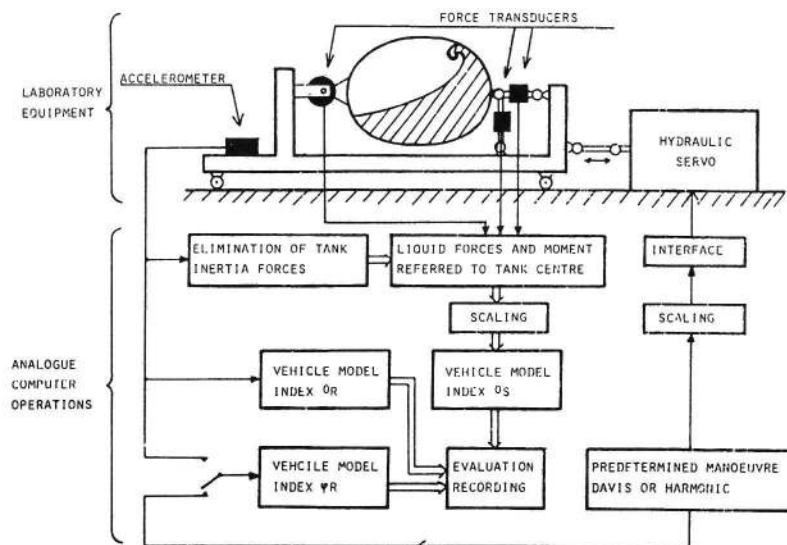 FORCE TRANSDUCERS
ACCELEROMETER
LABORATORY
EQUIPMENT
HYDRAULIC
SERVO
ELIMINATION OF TANK
INERTIA FORCES
LIQUID FORCES AND MOMENT
REFERRED TO TANK CENTRE
INTERFACE
SCALING
SCALING
ANALOGUE
COMPUTER
OPERATIONS
VEHICLE MODEL
INDEX OR
VEHICLE MODEL
INDEX OS
VEHCILE MODEL
INDEX ΨR
EVALUATION
RECORDING
PREDETERMINED MANOEUVRE
DAVIS OR HARMONIC